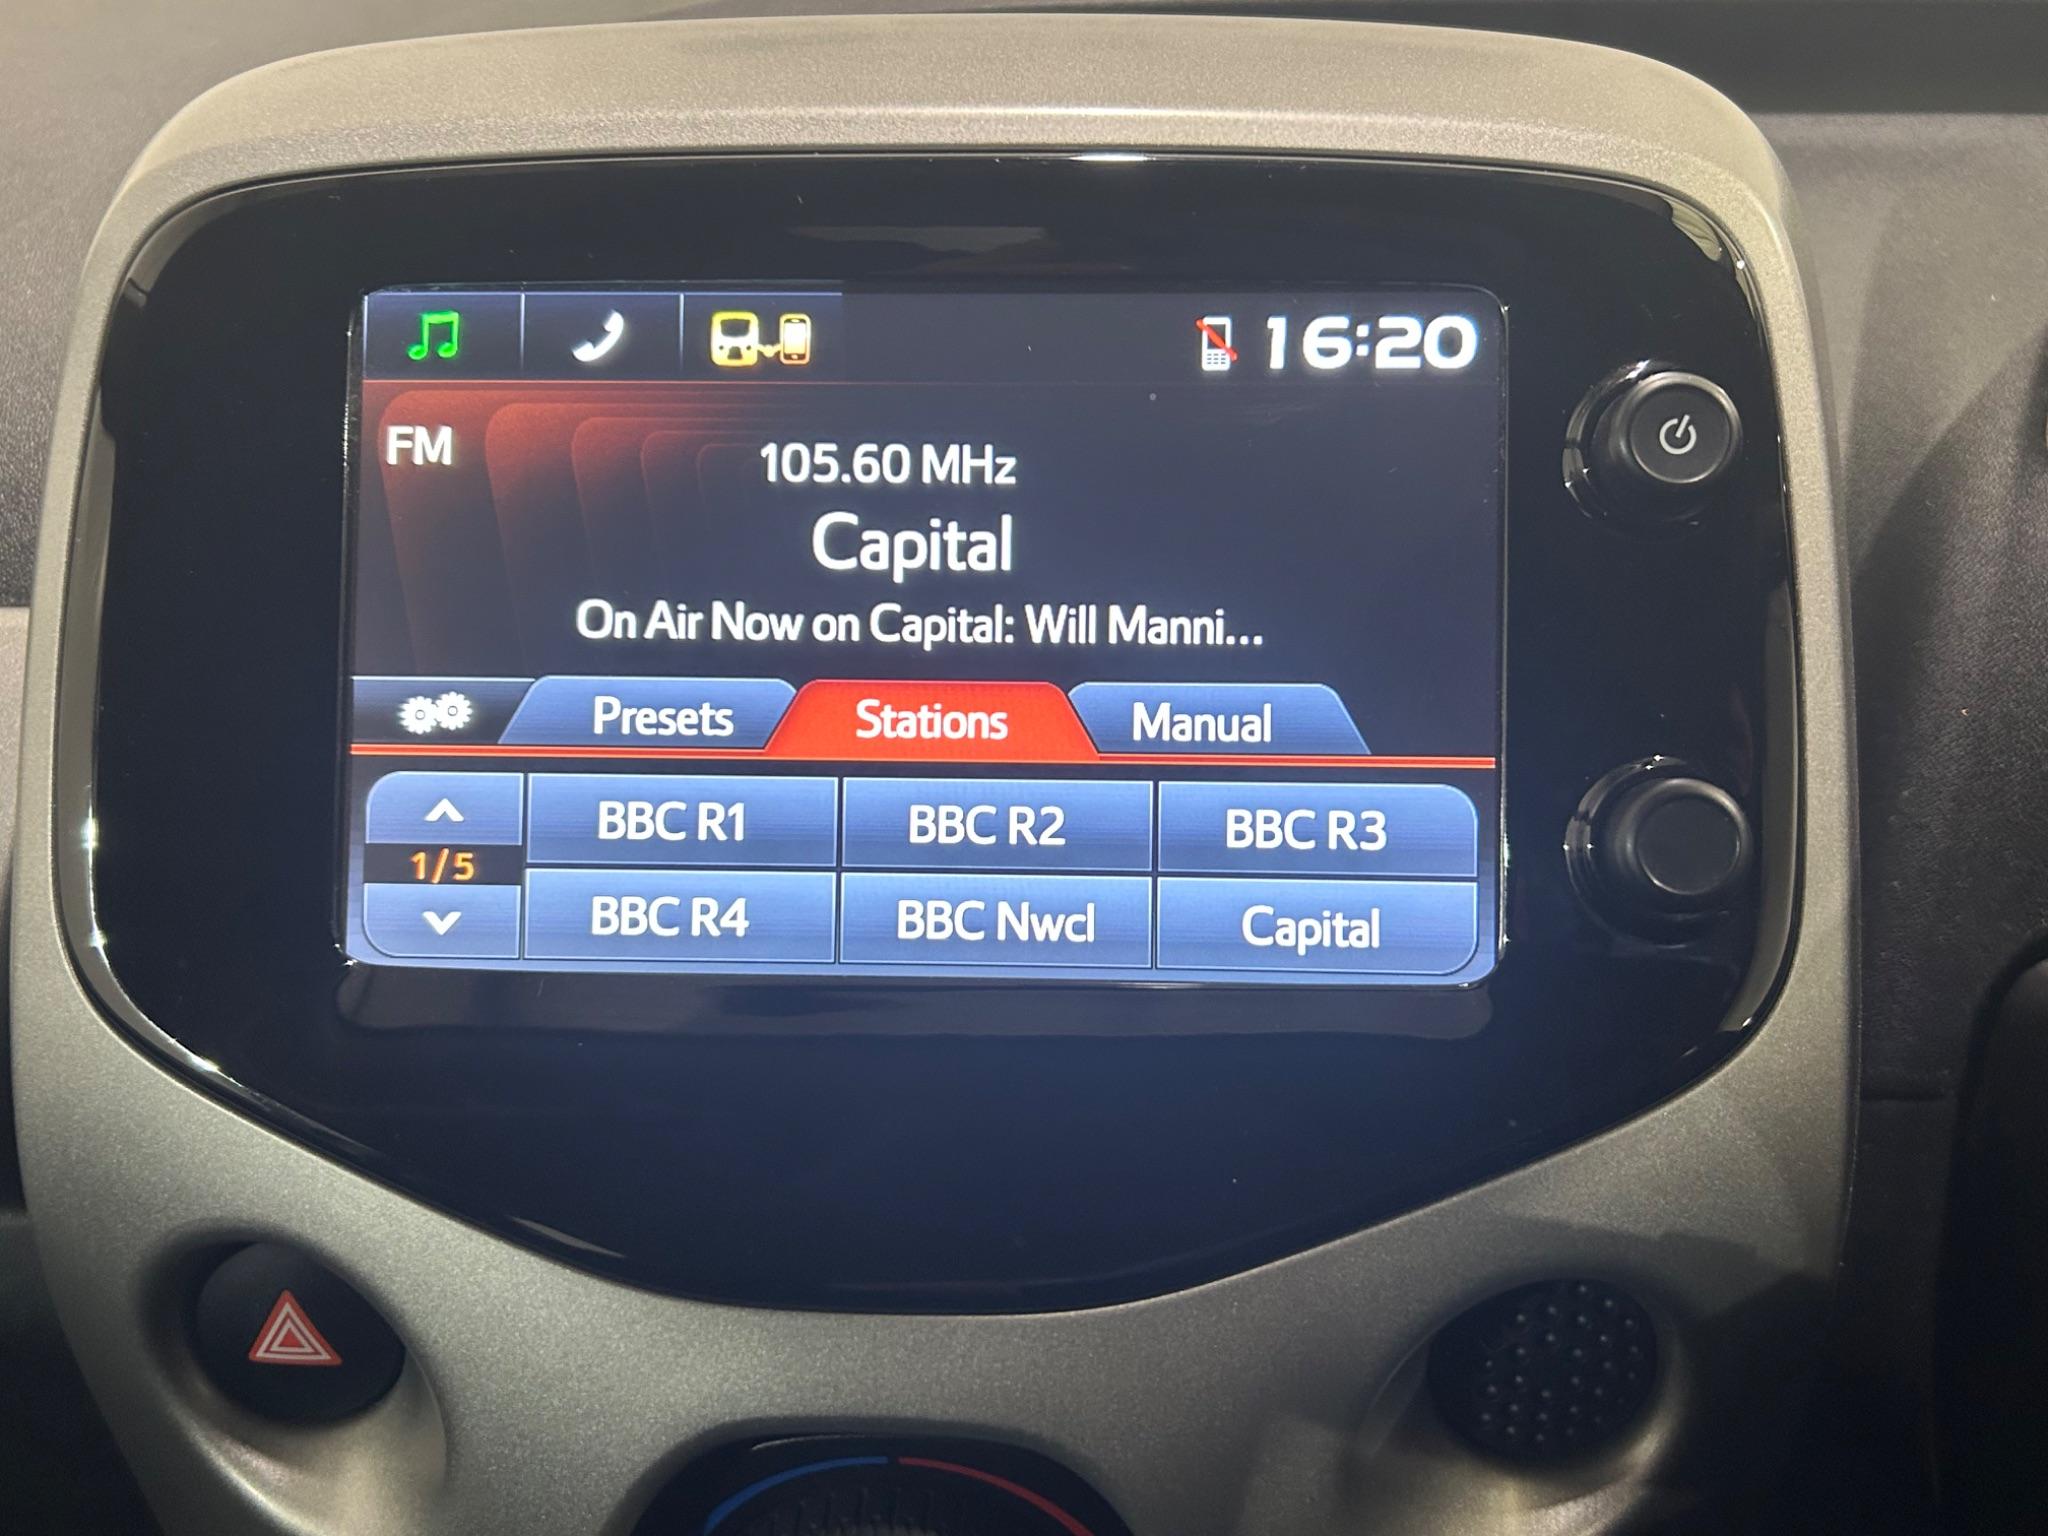 16:20
FM
105.60 MHz
Capital
On Air Now on Capital: Will Manni...
Presets Stations Manual
BBC R1 BBC R2 BBC R3
1/5
BBC R4 BBC Nwcl Capital